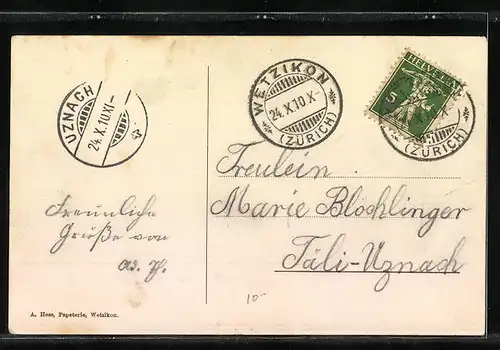 UZNACH
24.X.10 XI-
WETZIKON
24.X.10 X-
(ZÜRICH)
HELVETIA
5
(ZÜRICH)
Freulein
Marie Blöchlinger
Täli-Uznach
Freunliche
Grüße von
10-
A. Hess, Papeterie, Wetzikon.